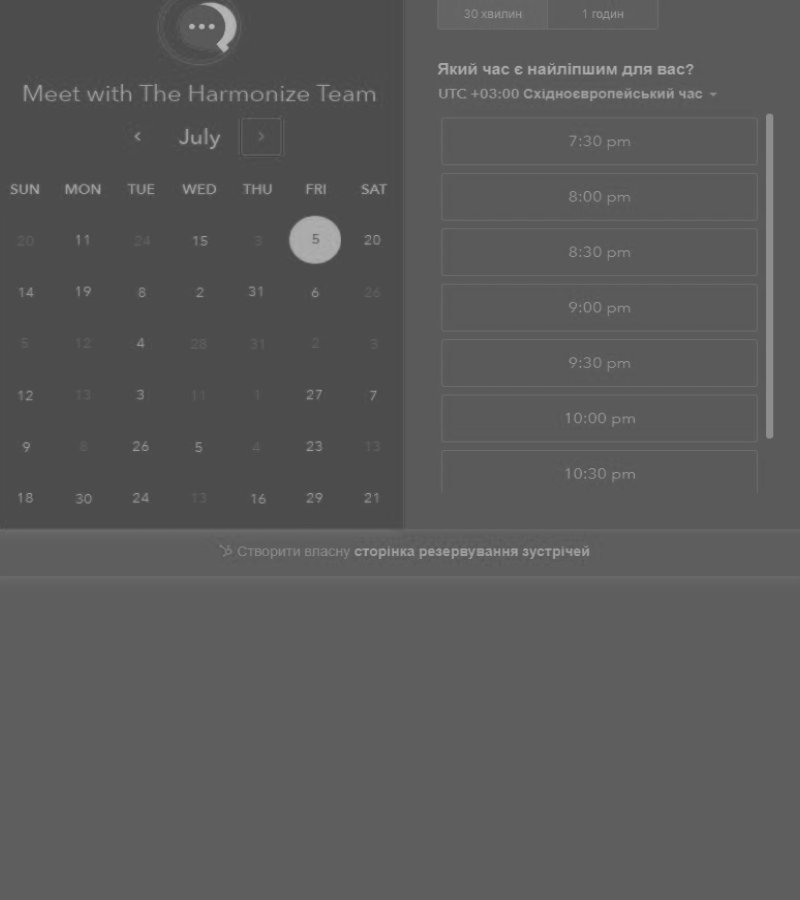 Meet with The Harmonize Team
July
SUN MON TUE WED THU FRI SAT
20 11 24 15 3 5 20
14 19 8 2 31 6 26
5 12 4 28 31 2 3
12 13 3 11 1 27 7
9 8 26 5 4 23 13
18 30 24 13 16 29 21
30 хвилин 1 годин
Який час є найліпшим для вас?
UTC +03:00 Східноєвропейський час
7:30 pm
8:00 pm
8:30 pm
9:00 pm
9:30 pm
10:00 pm
10:30 pm
Створити власну сторінка резервування зустрічей